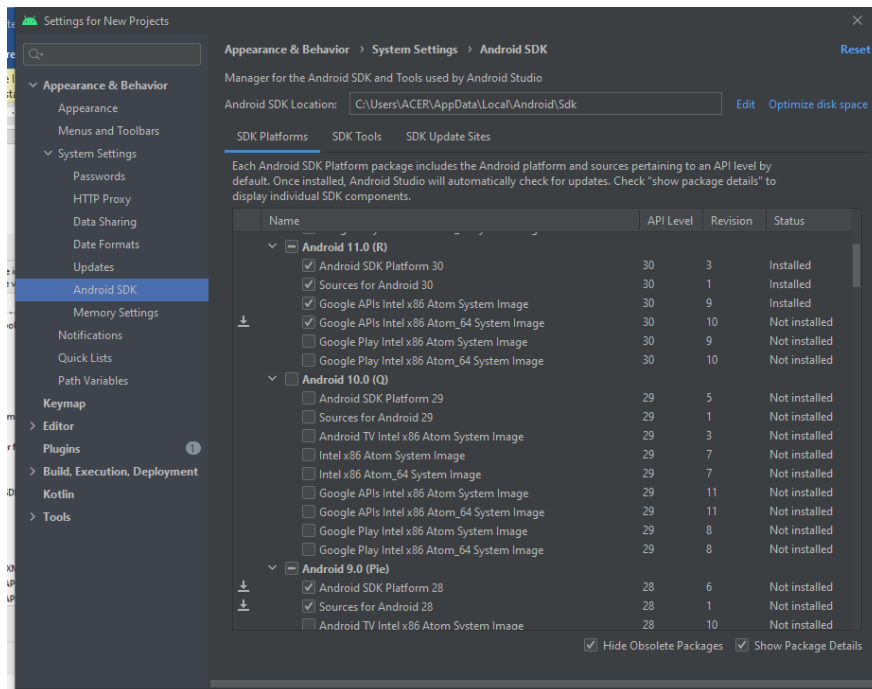 Settings for New Projects
Appearance & Behavior
Appearance
Menus and Toolbars
System Settings
Passwords
HTTP Proxy
Data Sharing
Date Formats
Updates
Android SDK
Memory Settings
Notifications
Quick Lists
Path Variables
Keymap
Editor
Plugins 1
Build, Execution, Deployment
Kotlin
Tools
Appearance & Behavior › System Settings › Android SDK Reset
Manager for the Android SDK and Tools used by Android Studio
Android SDK Location: C:\Users\ACER\AppData\Local\Android\Sdk Edit Optimize disk space
SDK Platforms SDK Tools SDK Update Sites
Each Android SDK Platform package includes the Android platform and sources pertaining to an API level by
default. Once installed, Android Studio will automatically check for updates. Check "show package details" to
display individual SDK components.
Name API Level Revision Status
Android 11.0 (R)
Android SDK Platform 30 30 3 Installed
Sources for Android 30 30 1 Installed
Google APIs Intel x86 Atom System Image 30 9 Installed
Google APIs Intel x86 Atom_64 System Image 30 10 Not installed
Google Play Intel x86 Atom System Image 30 9 Not installed
Google Play Intel x86 Atom_64 System Image 30 10 Not installed
Android 10.0 (Q)
Android SDK Platform 29 29 5 Not installed
Sources for Android 29 29 1 Not installed
Android TV Intel x86 Atom System Image 29 3 Not installed
Intel x86 Atom System Image 29 7 Not installed
Intel x86 Atom_64 System Image 29 7 Not installed
Google APIs Intel x86 Atom System Image 29 11 Not installed
Google APIs Intel x86 Atom_64 System Image 29 11 Not installed
Google Play Intel x86 Atom System Image 29 8 Not installed
Google Play Intel x86 Atom_64 System Image 29 8 Not installed
Android 9.0 (Pie)
Android SDK Platform 28 28 6 Not installed
Sources for Android 28 28 1 Not installed
Android TV Intel x86 Atom System Image 28 10 Not installed
Hide Obsolete Packages Show Package Details